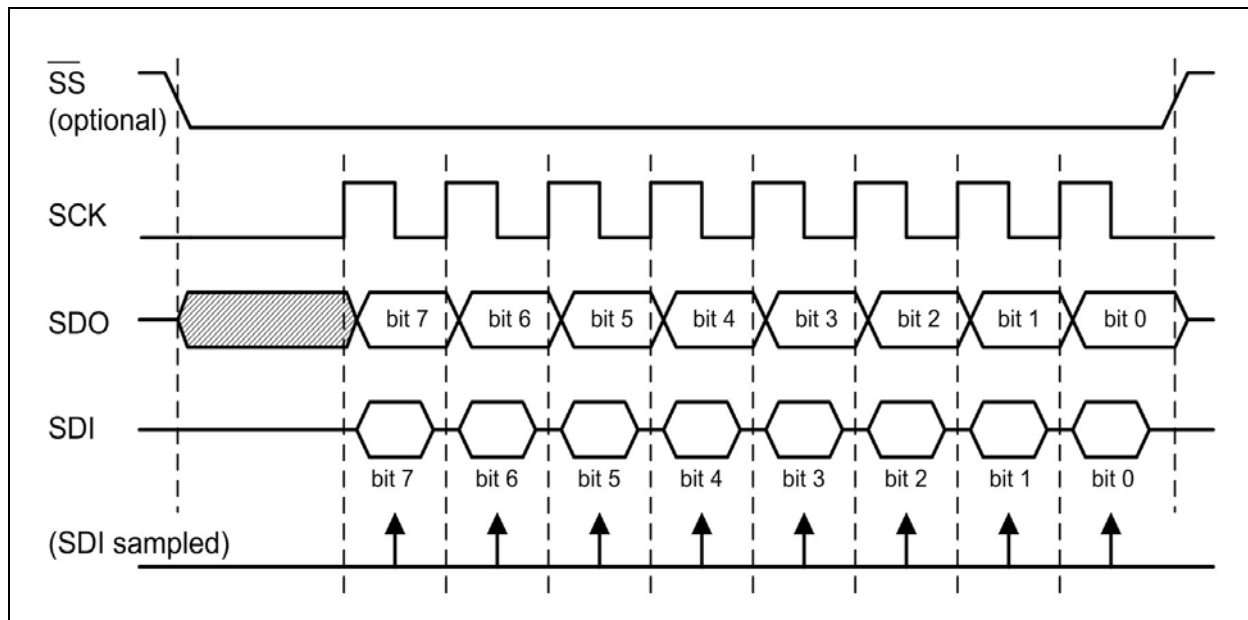 SS
(optional)
SCK
SDO
bit 7 bit 6 bit 5 bit 4 bit 3 bit 2 bit 1 bit 0
SDI
bit 7 bit 6 bit 5 bit 4 bit 3 bit 2 bit 1 bit 0
(SDI sampled)